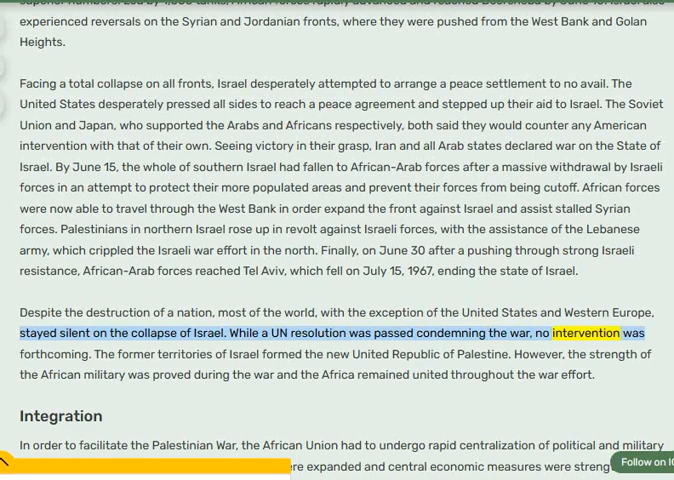 experienced reversals on the Syrian and Jordanian fronts, where they were pushed from the West Bank and Golan
Heights.
Facing a total collapse on all fronts, Israel desperately attempted to arrange a peace settlement to no avail. The
United States desperately pressed all sides to reach a peace agreement and stepped up their aid to Israel. The Soviet
Union and Japan, who supported the Arabs and Africans respectively, both said they would counter any American
intervention with that of their own. Seeing victory in their grasp, Iran and all Arab states declared war on the State of
Israel. By June 15, the whole of southern Israel had fallen to African-Arab forces after a massive withdrawal by Israeli
forces in an attempt to protect their more populated areas and prevent their forces from being cutoff. African forces
were now able to travel through the West Bank in order expand the front against Israel and assist stalled Syrian
forces. Palestinians in northern Israel rose up in revolt against Israeli forces, with the assistance of the Lebanese
army, which crippled the Israeli war effort in the north. Finally, on June 30 after a pushing through strong Israeli
resistance, African-Arab forces reached Tel Aviv, which fell on July 15, 1967, ending the state of Israel.
Despite the destruction of a nation, most of the world, with the exception of the United States and Western Europe,
stayed silent on the collapse of Israel. While a UN resolution was passed condemning the war, no intervention was
forthcoming. The former territories of Israel formed the new United Republic of Palestine. However, the strength of
the African military was proved during the war and the Africa remained united throughout the war effort.
Integration
In order to facilitate the Palestinian War, the African Union had to undergo rapid centralization of political and military
were expanded and central economic measures were
Follow on